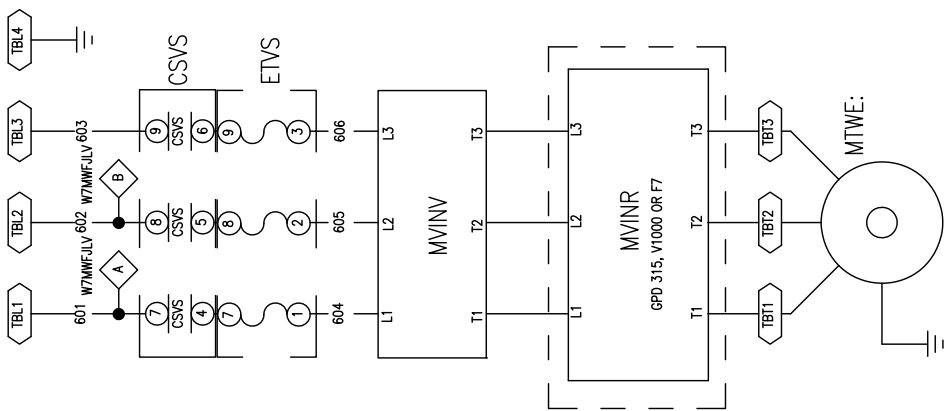 TBL1 TBL2 TBL3 TBL4
601 602 603
W7MWFJLV W7MWFJLV
A B
7 8 9
CSVS CSVS CSVS CSVS
4 5 6
7 8 9
ETVS
1 2 3
604 605 606
L1 L2 L3
MVINV
T1 T2 T3
L1 L2 L3
MVINR
GPD 315, V1000 OR F7
T1 T2 T3
TBT1 TBT2 TBT3
MTWE: